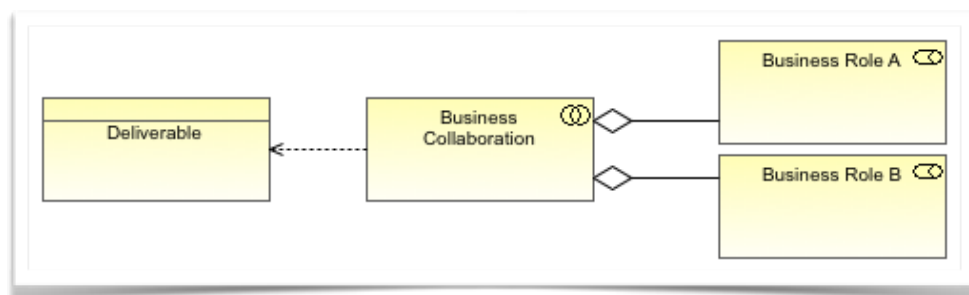 Deliverable
Business
Collaboration
Business Role A
Business Role B